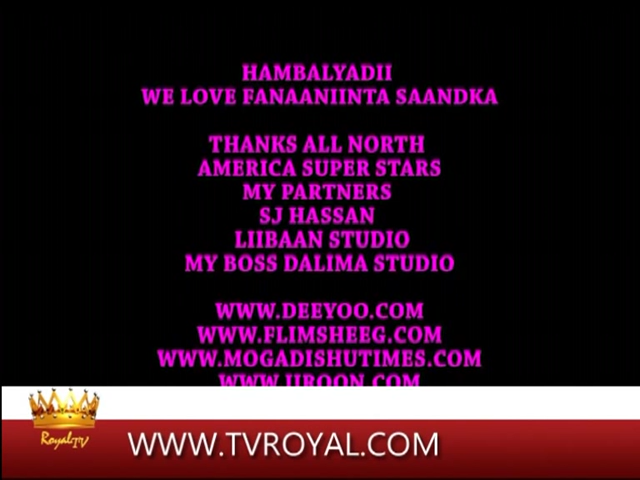 HAMBALYADII
WE LOVE FANAANIINTA SAANDKA
THANKS ALL NORTH
AMERICA SUPER STARS
MY PARTNERS
SJ HASSAN
LIIBAAN STUDIO
MY BOSS DALIMA STUDIO
WWW.DEEYOO.COM
WWW.FLIMSHEEG.COM
WWW.MOGADISHUTIMES.COM
Royal TV
WWW.TVROYAL.COM